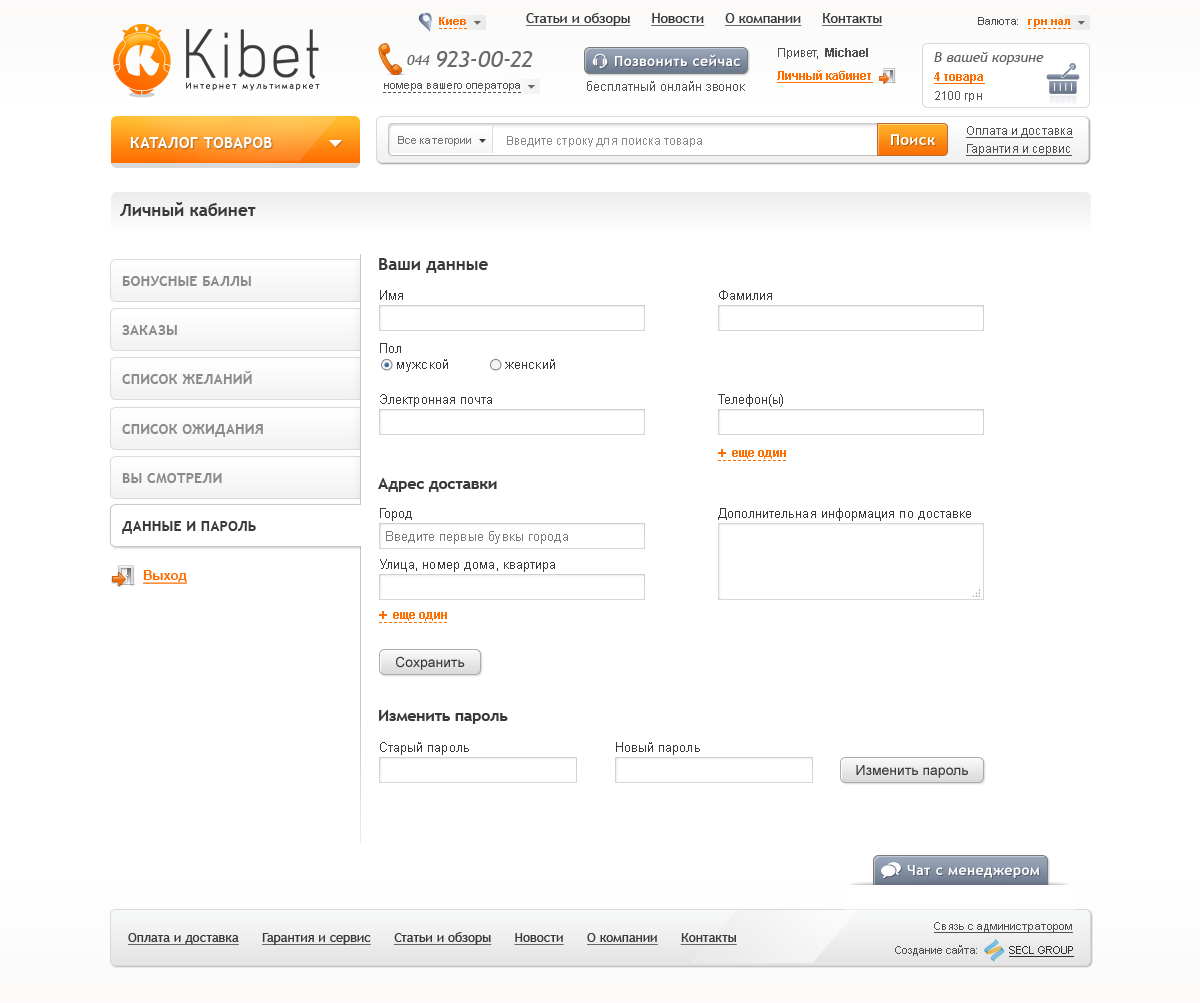 Киев
Статьи и обзоры Новости О компании Контакты
Валюта: грн нал
Kibet
Интернет мультимаркет
044 923-00-22
номера вашего оператора
Позвонить сейчас
бесплатный онлайн звонок
Привет, Michael
Личный кабинет
В вашей корзине
4 товара
2100 грн
КАТАЛОГ ТОВАРОВ
Все категории Введите строку для поиска товара Поиск
Оплата и доставка
Гарантия и сервис
Личный кабинет
БОНУСНЫЕ БАЛЛЫ
ЗАКАЗЫ
СПИСОК ЖЕЛАНИЙ
СПИСОК ОЖИДАНИЯ
ВЫ СМОТРЕЛИ
ДАННЫЕ И ПАРОЛЬ
Выход
Ваши данные
Имя Фамилия
Пол
мужской женский
Электронная почта Телефон(ы)
+ еще один
Адрес доставки
Город Дополнительная информация по доставке
Введите первые бувкы города
Улица, номер дома, квартира
+ еще один
Сохранить
Изменить пароль
Старый пароль Новый пароль
Изменить пароль
Чат с менеджером
Оплата и доставка Гарантия и сервис Статьи и обзоры Новости О компании Контакты
Связь с администратором
Создание сайта: SECL GROUP